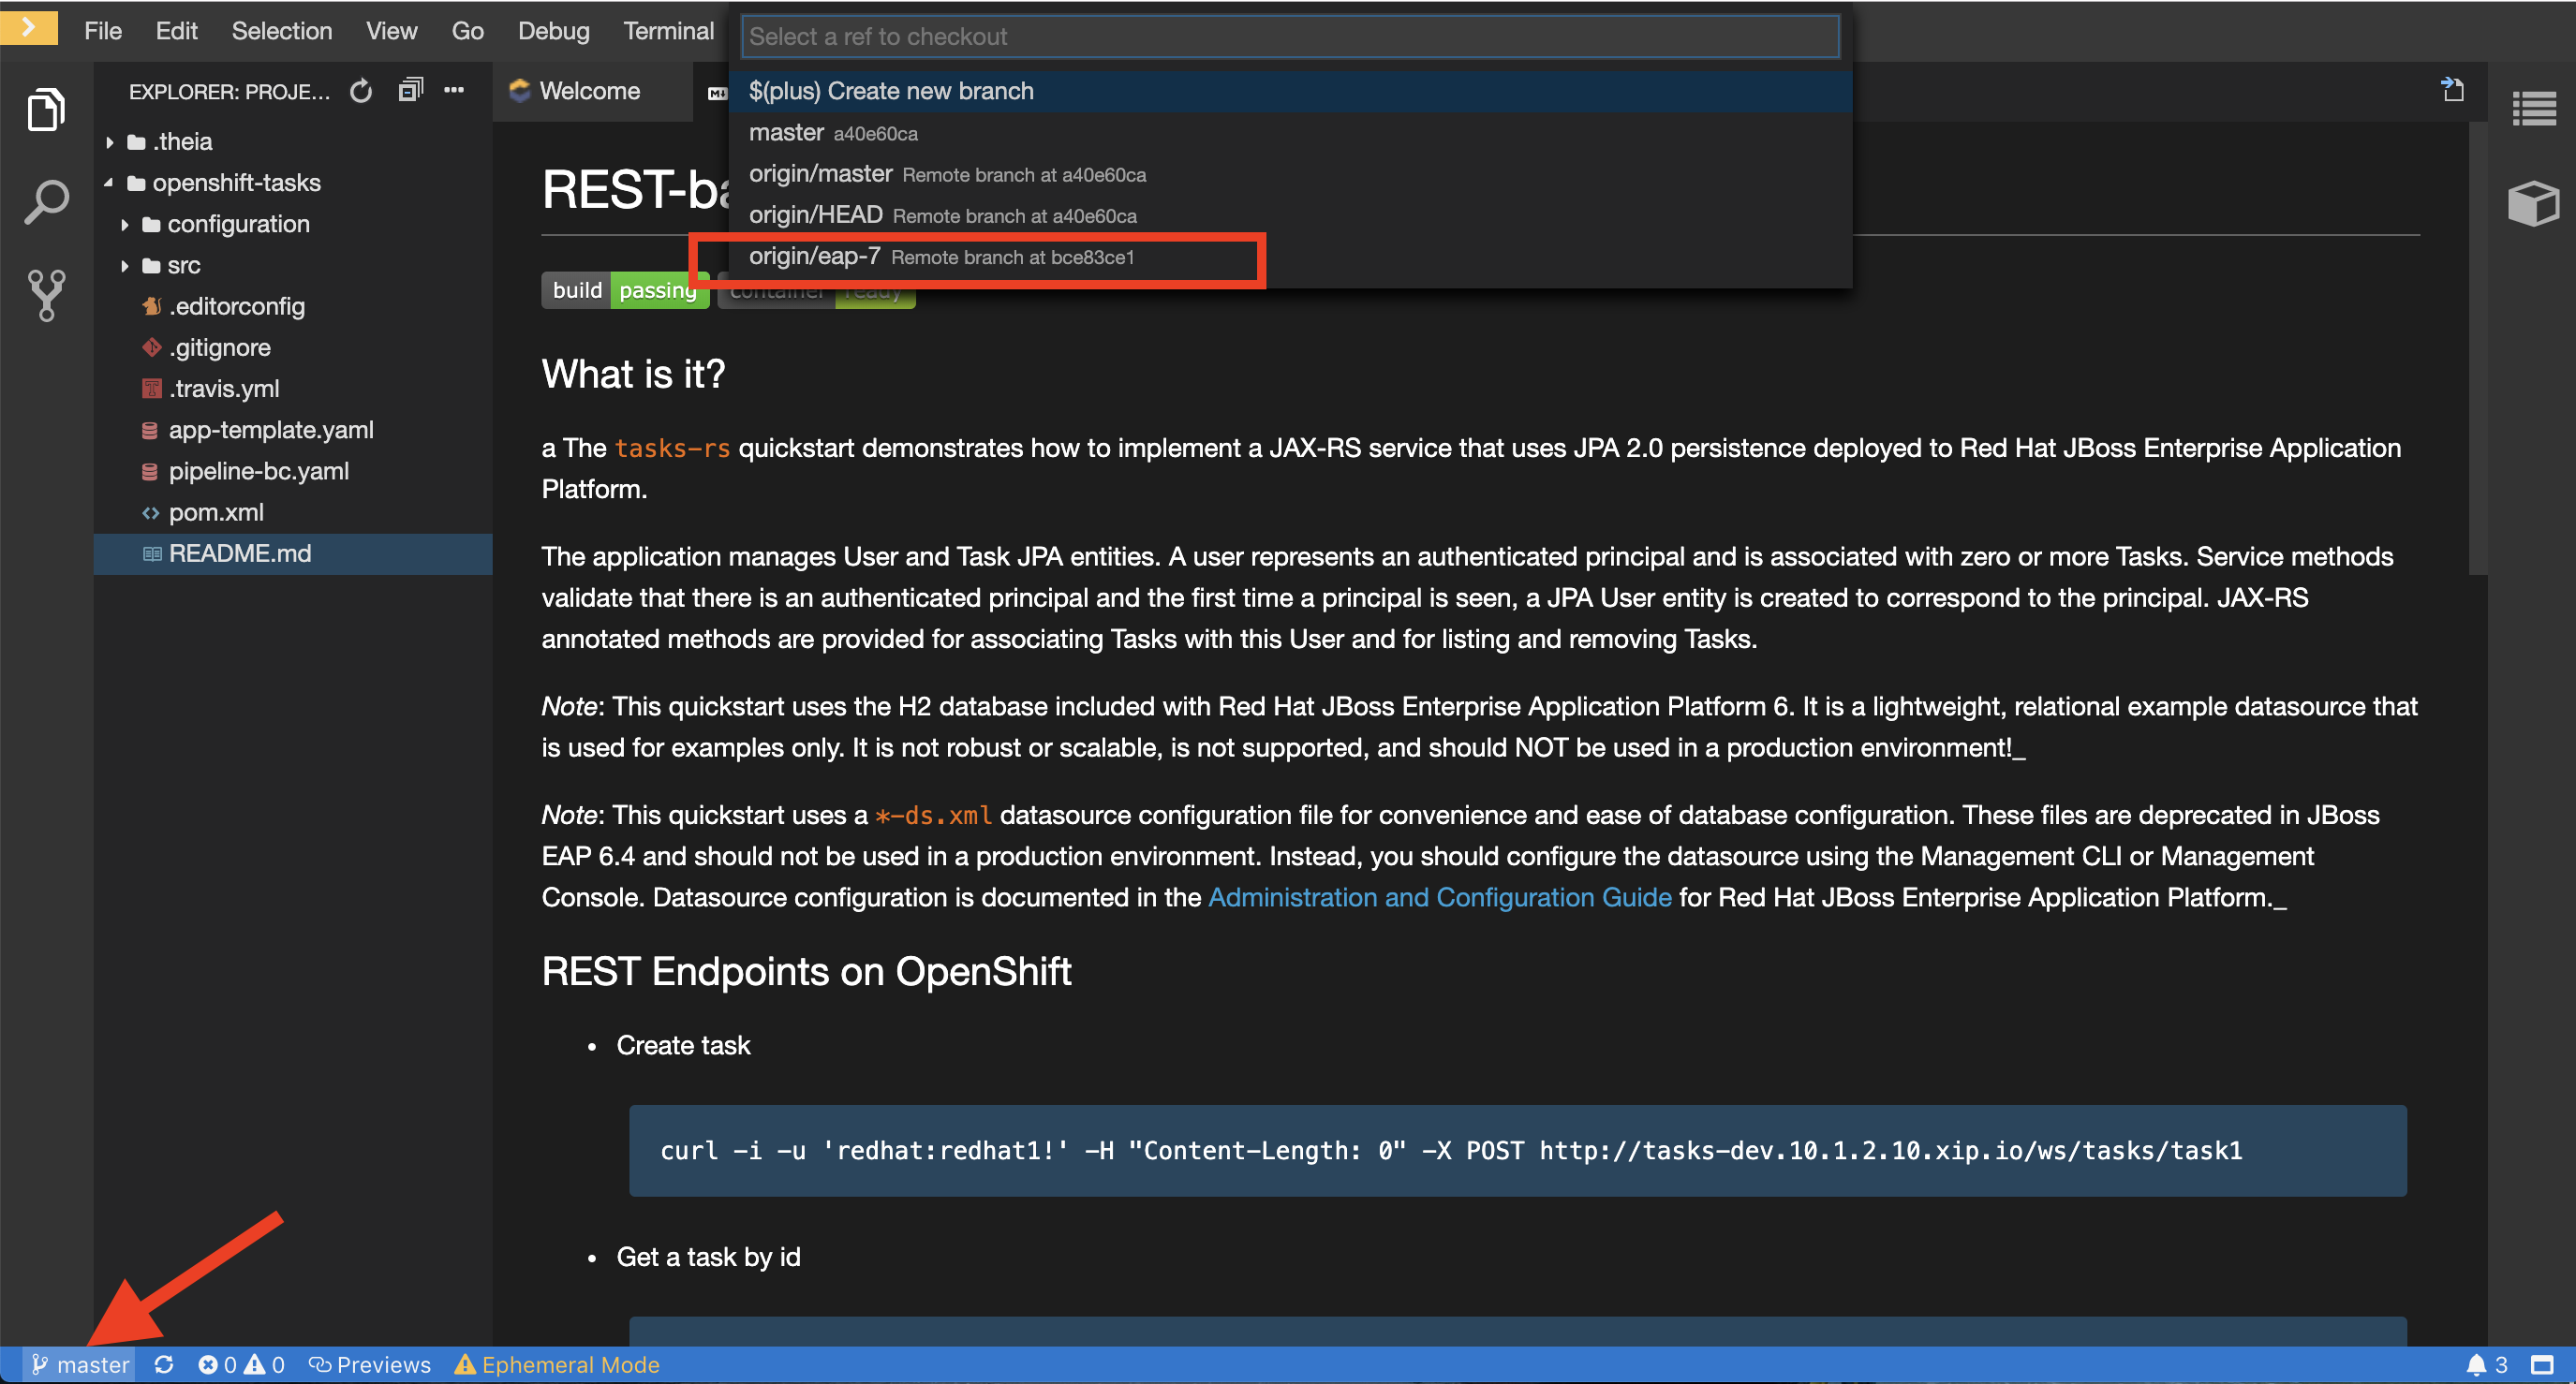 File Edit Selection View Go Debug Terminal
Select a ref to checkout
EXPLORER: PROJE...
Welcome
$(plus) Create new branch
master a40e60ca
origin/master Remote branch at a40e60ca
origin/HEAD Remote branch at a40e60ca
origin/eap-7 Remote branch at bce83ce1
.theia
openshift-tasks
configuration
src
.editorconfig
.gitignore
.travis.yml
app-template.yaml
pipeline-bc.yaml
pom.xml
README.md
REST-ba
build passing container ready
What is it?
a The tasks-rs quickstart demonstrates how to implement a JAX-RS service that uses JPA 2.0 persistence deployed to Red Hat JBoss Enterprise Application
Platform.
The application manages User and Task JPA entities. A user represents an authenticated principal and is associated with zero or more Tasks. Service methods
validate that there is an authenticated principal and the first time a principal is seen, a JPA User entity is created to correspond to the principal. JAX-RS
annotated methods are provided for associating Tasks with this User and for listing and removing Tasks.
Note: This quickstart uses the H2 database included with Red Hat JBoss Enterprise Application Platform 6. It is a lightweight, relational example datasource that
is used for examples only. It is not robust or scalable, is not supported, and should NOT be used in a production environment!_
Note: This quickstart uses a *-ds.xml datasource configuration file for convenience and ease of database configuration. These files are deprecated in JBoss
EAP 6.4 and should not be used in a production environment. Instead, you should configure the datasource using the Management CLI or Management
Console. Datasource configuration is documented in the Administration and Configuration Guide for Red Hat JBoss Enterprise Application Platform._
REST Endpoints on OpenShift
• Create task
curl -i -u 'redhat:redhat1!' -H "Content-Length: 0" -X POST http://tasks-dev.10.1.2.10.xip.io/ws/tasks/task1
• Get a task by id
master 0 0 Previews Ephemeral Mode 3